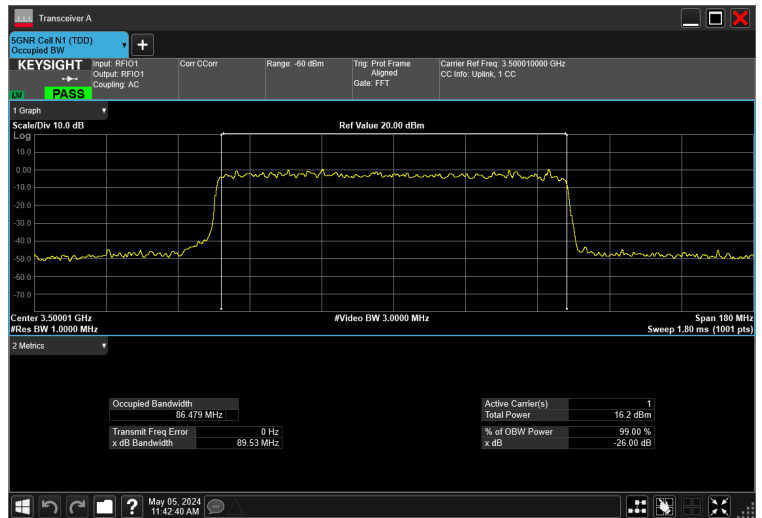 Transceiver A
5GNR Cell N1 (TDD)
Occupied BW
KEYSIGHT
LXI
PASS
Input: RFIO1
Output: RFIO1
Coupling: AC
Corr CCorr
Range: -60 dBm
Trig: Prot Frame
Aligned
Gate: FFT
Carrier Ref Freq: 3.500010000 GHz
CC Info: Uplink, 1 CC
1 Graph
Scale/Div 10.0 dB
Ref Value 20.00 dBm
Log
10.0
0.00
-10.0
-20.0
-30.0
-40.0
-50.0
-60.0
-70.0
Center 3.50001 GHz
#Video BW 3.0000 MHz
Span 180 MHz
#Res BW 1.0000 MHz
Sweep 1.80 ms (1001 pts)
2 Metrics
Occupied Bandwidth
86.479 MHz
Transmit Freq Error 0 Hz
x dB Bandwidth 89.53 MHz
Active Carrier(s) 1
Total Power 16.2 dBm
% of OBW Power 99.00 %
x dB -26.00 dB
May 05, 2024
11:42:40 AM